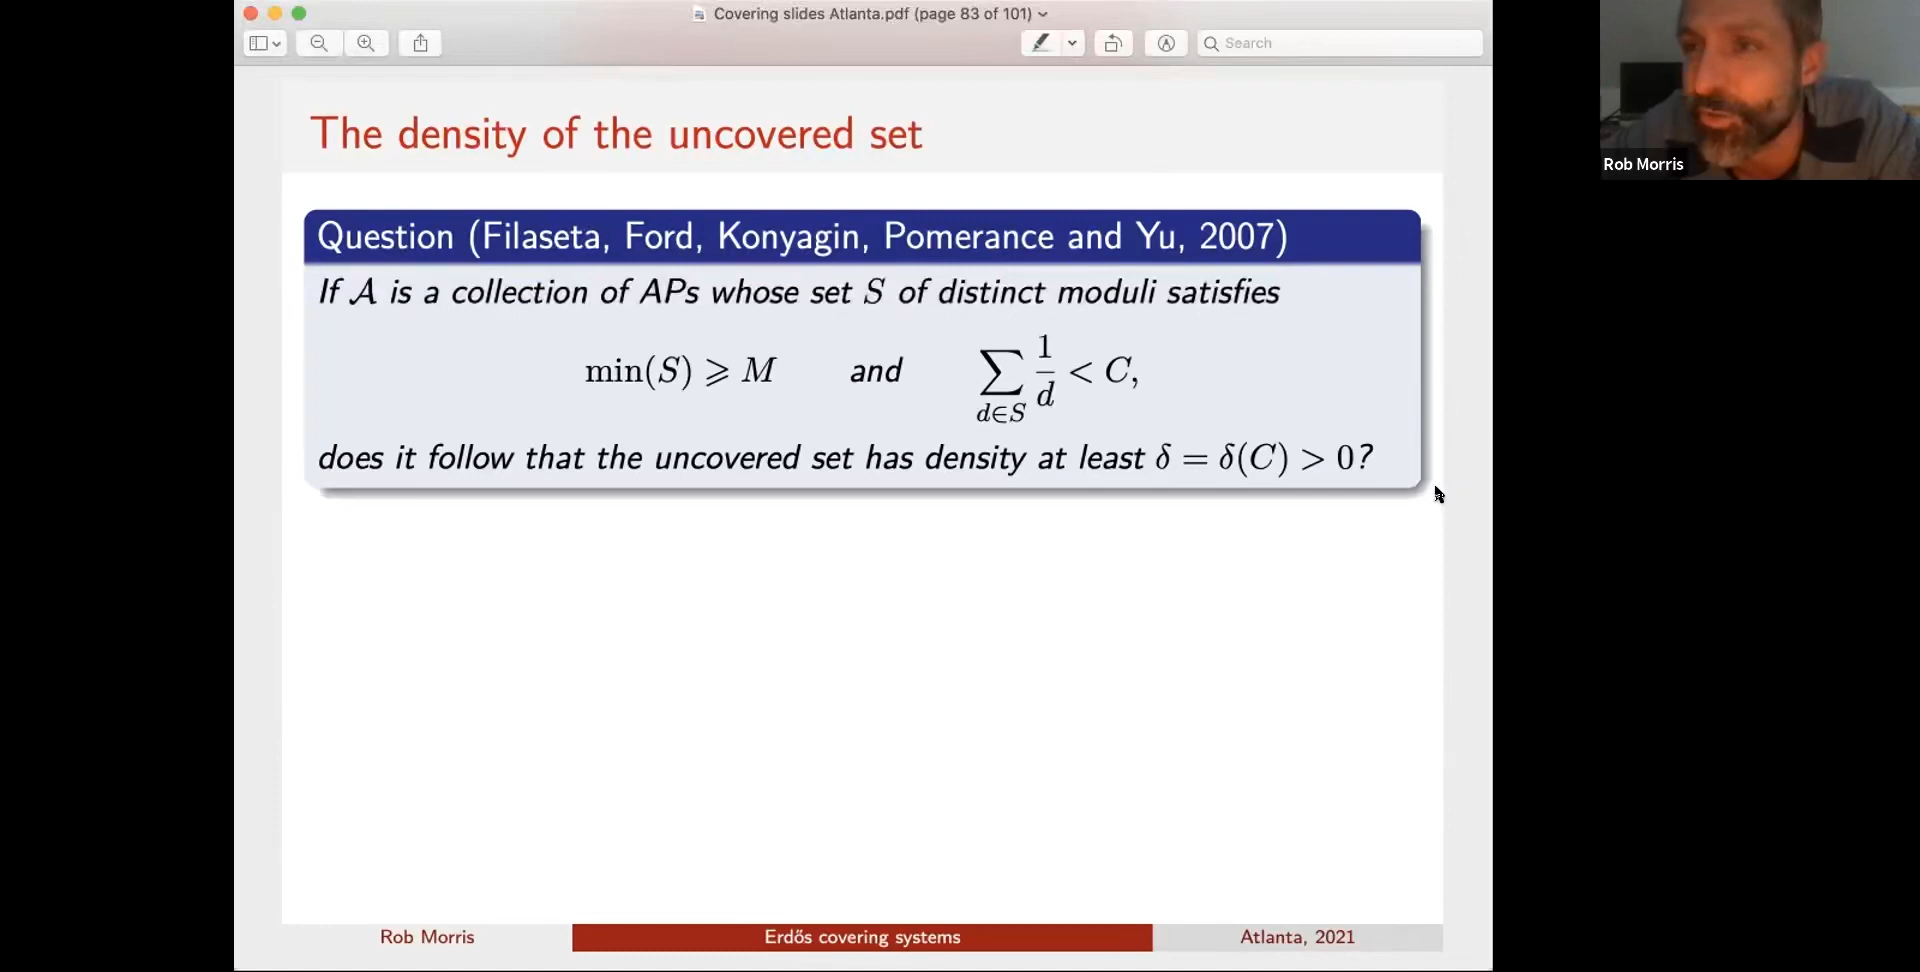 Covering slides Atlanta.pdf (page 83 of 101)
Search
Rob Morris
The density of the uncovered set
Question (Filaseta, Ford, Konyagin, Pomerance and Yu, 2007)
If 𝒜 is a collection of APs whose set S of distinct moduli satisfies
min(S) ⩾ M and ∑_{d∈S} 1/d < C,
does it follow that the uncovered set has density at least δ = δ(C) > 0?
Rob Morris Erdős covering systems Atlanta, 2021